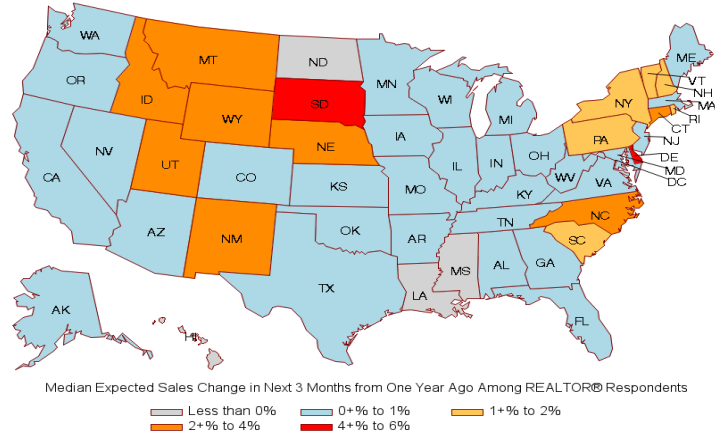 WA
ME
MT
ND
VT
MN
OR
NH
SD
WI
ID
NY
MA
MI
WY
RI
CT
IA
PA
NE
NJ
NV
OH
DE
UT
IL
IN
MD
CO
WV
DC
CA
KS
MO
VA
KY
NC
TN
OK
AZ
NM
AR
SC
MS
AL
GA
TX
LA
AK
FL
HI
Median Expected Sales Change in Next 3 Months from One Year Ago Among REALTOR® Respondents
Less than 0% 0+% to 1% 1+% to 2%
2+% to 4% 4+% to 6%